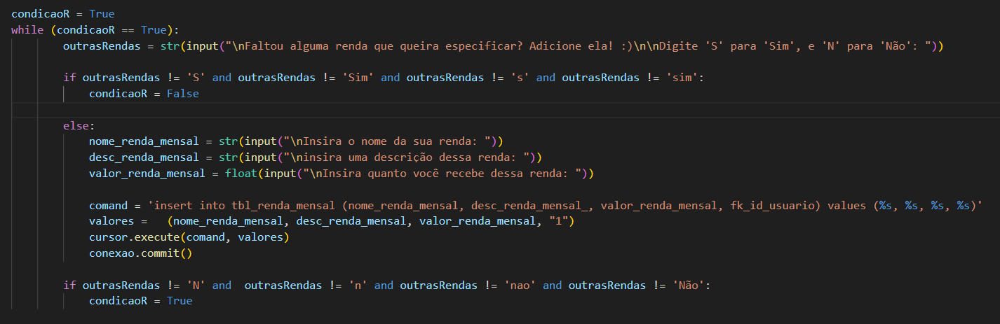 condicaoR = True
while (condicaoR == True):
outrasRendas = str(input("\nFaltou alguma renda que queira especificar? Adicione ela! :)\n\nDigite 'S' para 'Sim', e 'N' para 'Não': "))
if outrasRendas != 'S' and outrasRendas != 'Sim' and outrasRendas != 's' and outrasRendas != 'sim':
condicaoR = False
else:
nome_renda_mensal = str(input("\nInsira o nome da sua renda: "))
desc_renda_mensal = str(input("\ninsira uma descrição dessa renda: "))
valor_renda_mensal = float(input("\nInsira quanto você recebe dessa renda: "))
comand = 'insert into tbl_renda_mensal (nome_renda_mensal, desc_renda_mensal_, valor_renda_mensal, fk_id_usuario) values (%s, %s, %s, %s)'
valores =   (nome_renda_mensal, desc_renda_mensal, valor_renda_mensal, "1")
cursor.execute(comand, valores)
conexao.commit()
if outrasRendas != 'N' and  outrasRendas != 'n' and outrasRendas != 'nao' and outrasRendas != 'Não':
condicaoR = True